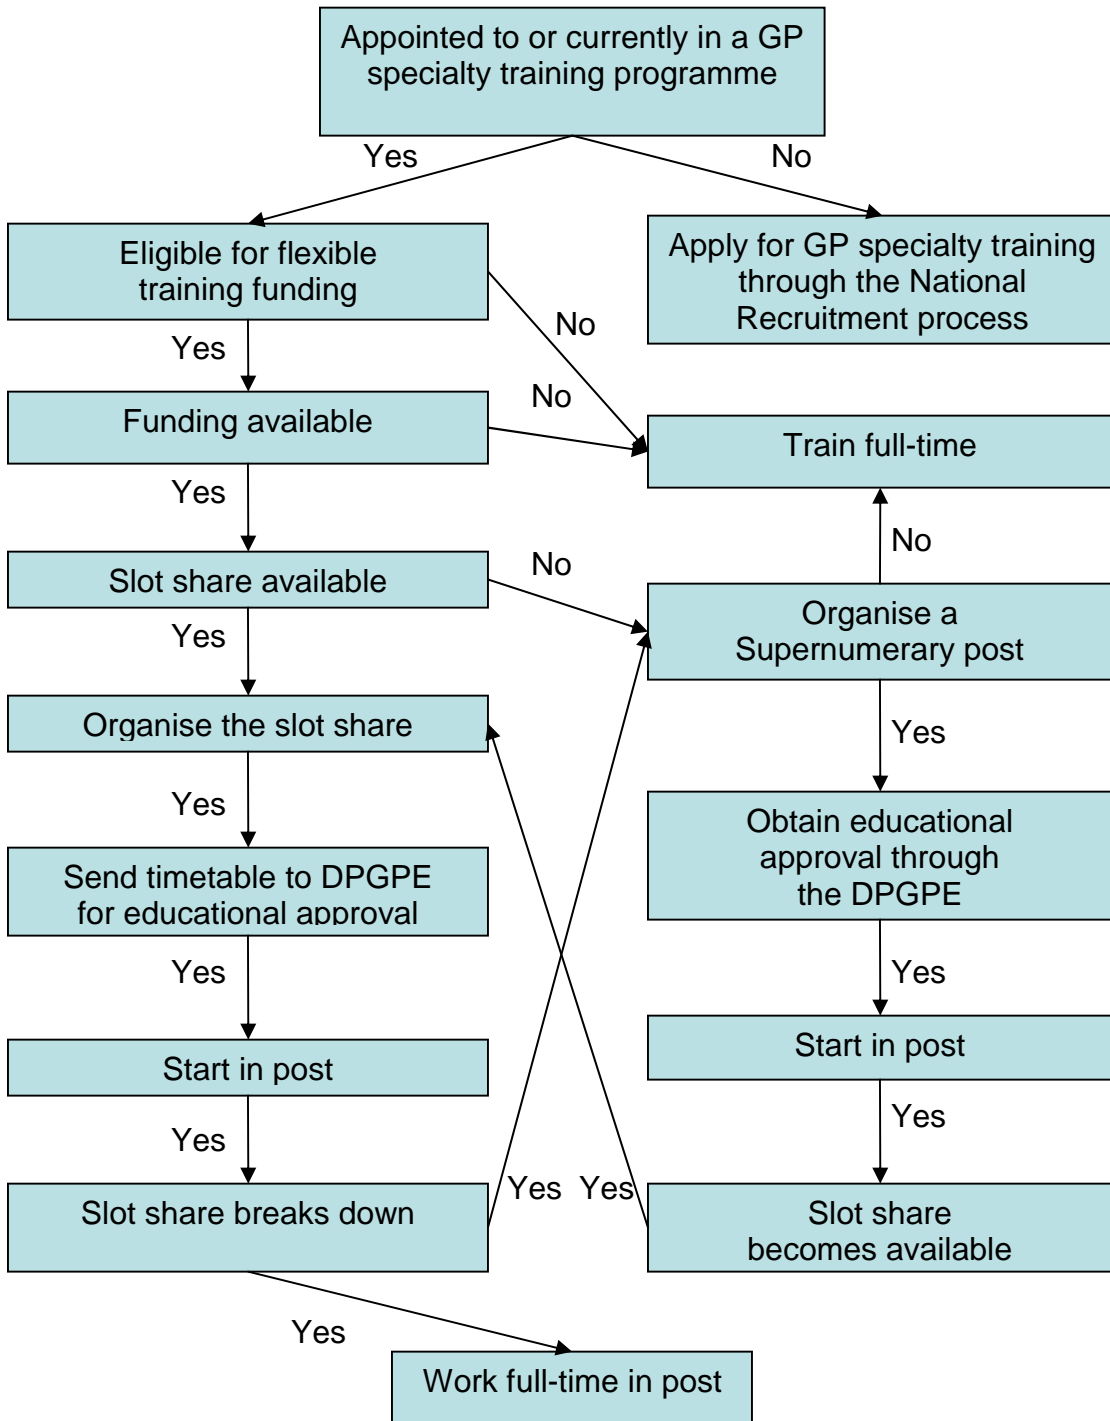 Appointed to or currently in a GP
specialty training programme
Yes
No
Eligible for flexible
training funding
Apply for GP specialty training
through the National
Recruitment process
No
Yes
Funding available
No
Train full-time
Yes
No
Slot share available
No
Organise a
Supernumerary post
Yes
Organise the slot share
Yes
Yes
Obtain educational
approval through
the DPGPE
Send timetable to DPGPE
for educational approval
Yes
Yes
Start in post
Start in post
Yes
Yes
Slot share breaks down
Yes
Yes
Slot share
becomes available
Yes
Work full-time in post